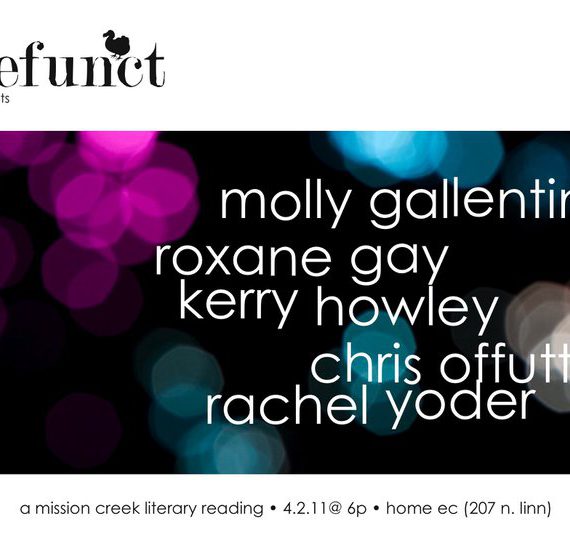 efunct
ts
molly gallentin
roxane gay
kerry howley
chris offutt
rachel yoder
a mission creek literary reading • 4.2.11@ 6p • home ec (207 n. linn)